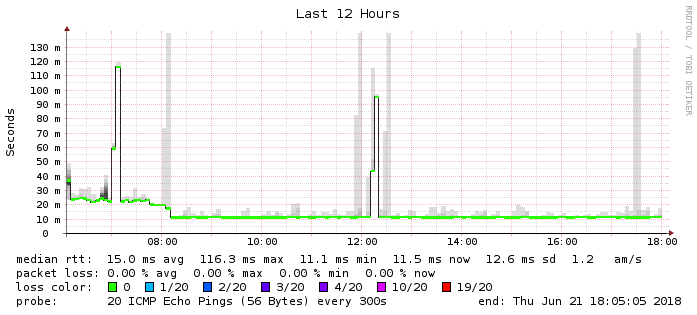 Last 12 Hours
RRDTOOL / TOBI OETIKER
Seconds
130 m
120 m
110 m
100 m
90 m
80 m
70 m
60 m
50 m
40 m
30 m
20 m
10 m
0
08:00 10:00 12:00 14:00 16:00 18:00
median rtt: 15.0 ms avg 116.3 ms max 11.1 ms min 11.5 ms now 12.6 ms sd 1.2 am/s
packet loss: 0.00 % avg 0.00 % max 0.00 % min 0.00 % now
loss color: 0 1/20 2/20 3/20 4/20 10/20 19/20
probe: 20 ICMP Echo Pings (56 Bytes) every 300s end: Thu Jun 21 18:05:05 2018